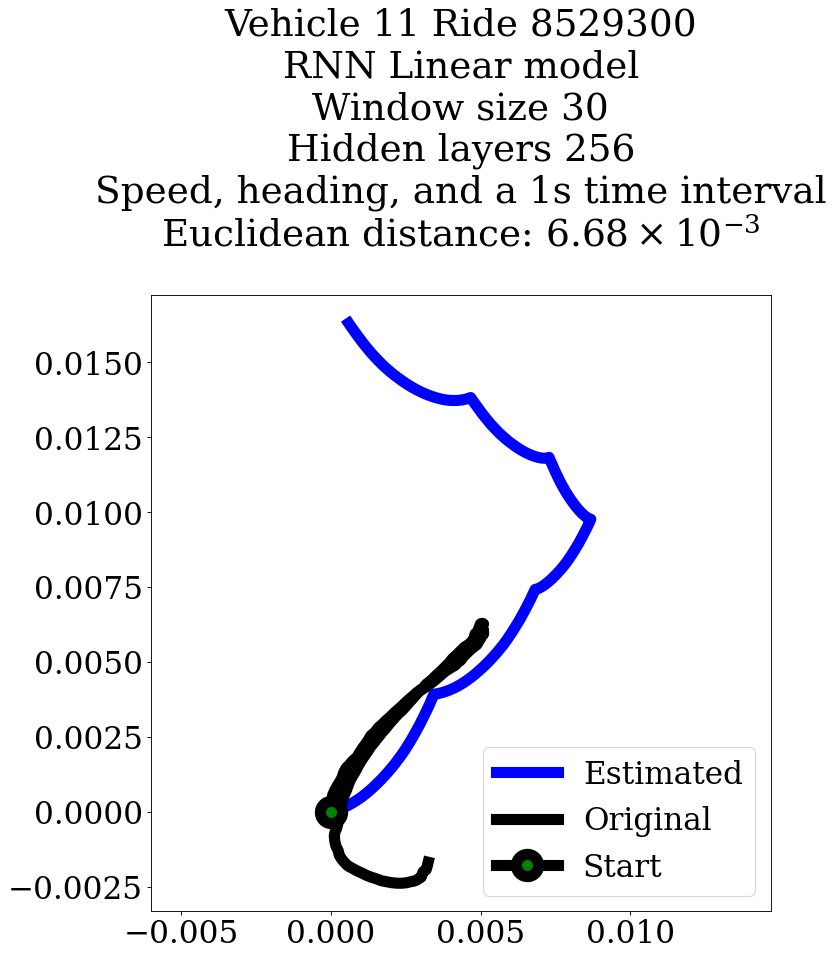 Vehicle 11 Ride 8529300
RNN Linear model
Window size 30
Hidden layers 256
Speed, heading, and a 1s time interval
Euclidean distance: 6.68 × 10⁻³
0.0150
0.0125
0.0100
0.0075
0.0050
0.0025
0.0000
−0.0025
Estimated
Original
Start
−0.005 0.000 0.005 0.010